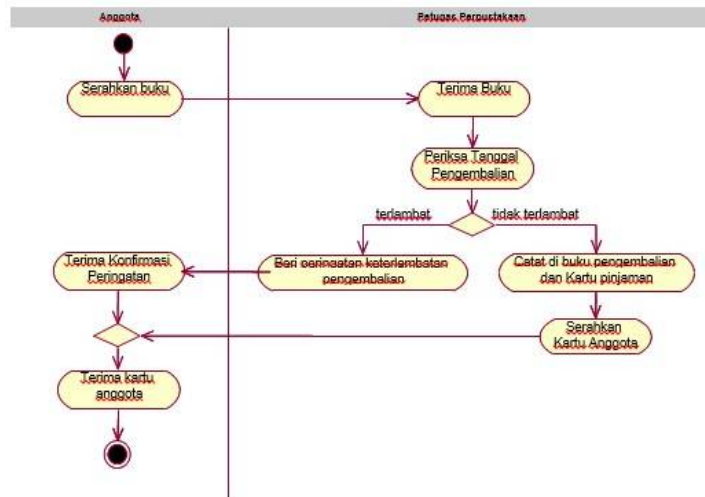 Anggota
Petugas Perpustakaan
Serahkan buku
Terima Buku
Periksa Tanggal
Pengembalian
terlambat
tidak terlambat
Terima Konfirmasi
Peringatan
Beri peringatan keterlambatan
pengembalian
Catat di buku pengembalian
dan Kartu pinjaman
Serahkan
Kartu Anggota
Terima kartu
anggota